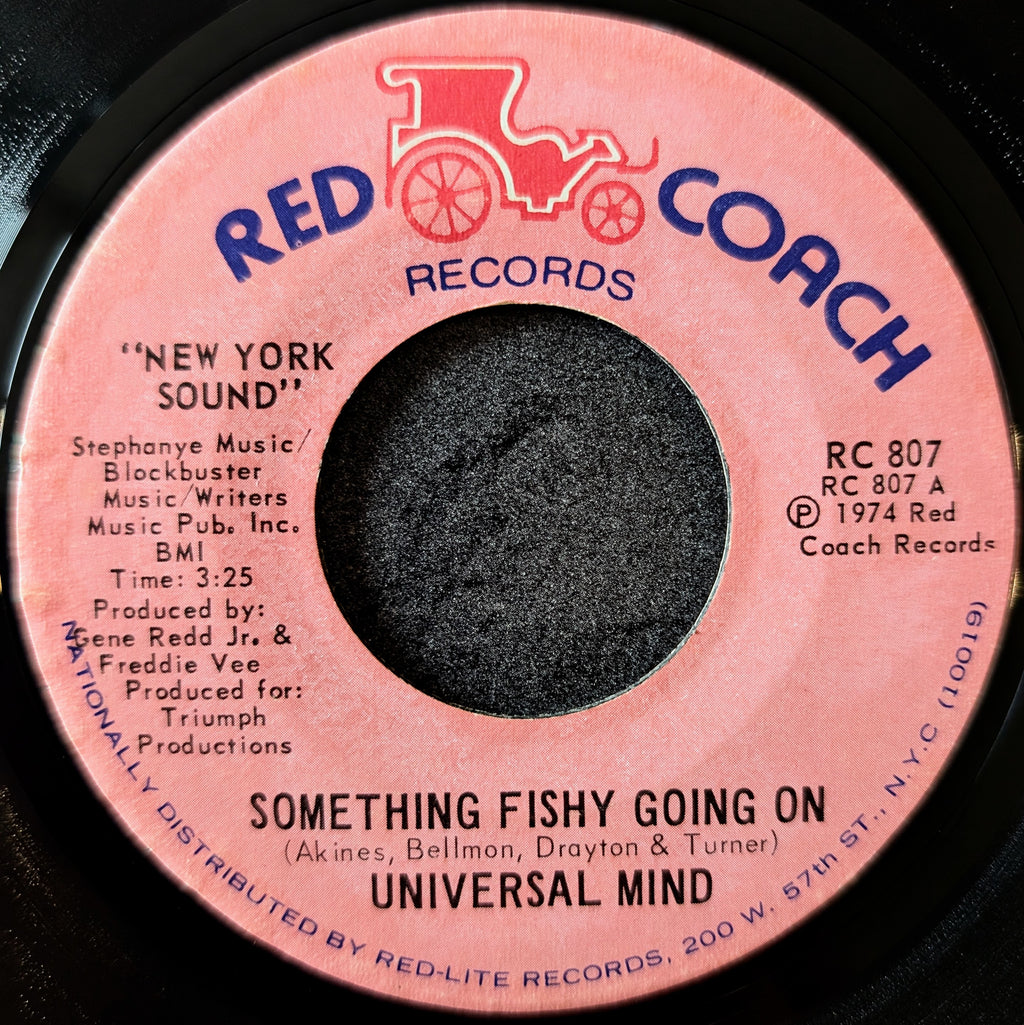 RED COACH
RECORDS
"NEW YORK
SOUND"
Stephanye Music/
Blockbuster
Music/Writers
Music Pub. Inc.
BMI
Time: 3:25
Produced by:
Gene Redd Jr. &
Freddie Vee
Produced for:
Triumph
Productions
RC 807
RC 807 A
Ⓟ 1974 Red
Coach Records
SOMETHING FISHY GOING ON
(Akines, Bellmon, Drayton & Turner)
UNIVERSAL MIND
NATIONALLY DISTRIBUTED BY RED-LITE RECORDS, 200 W. 57th ST., N.Y.C (10019)